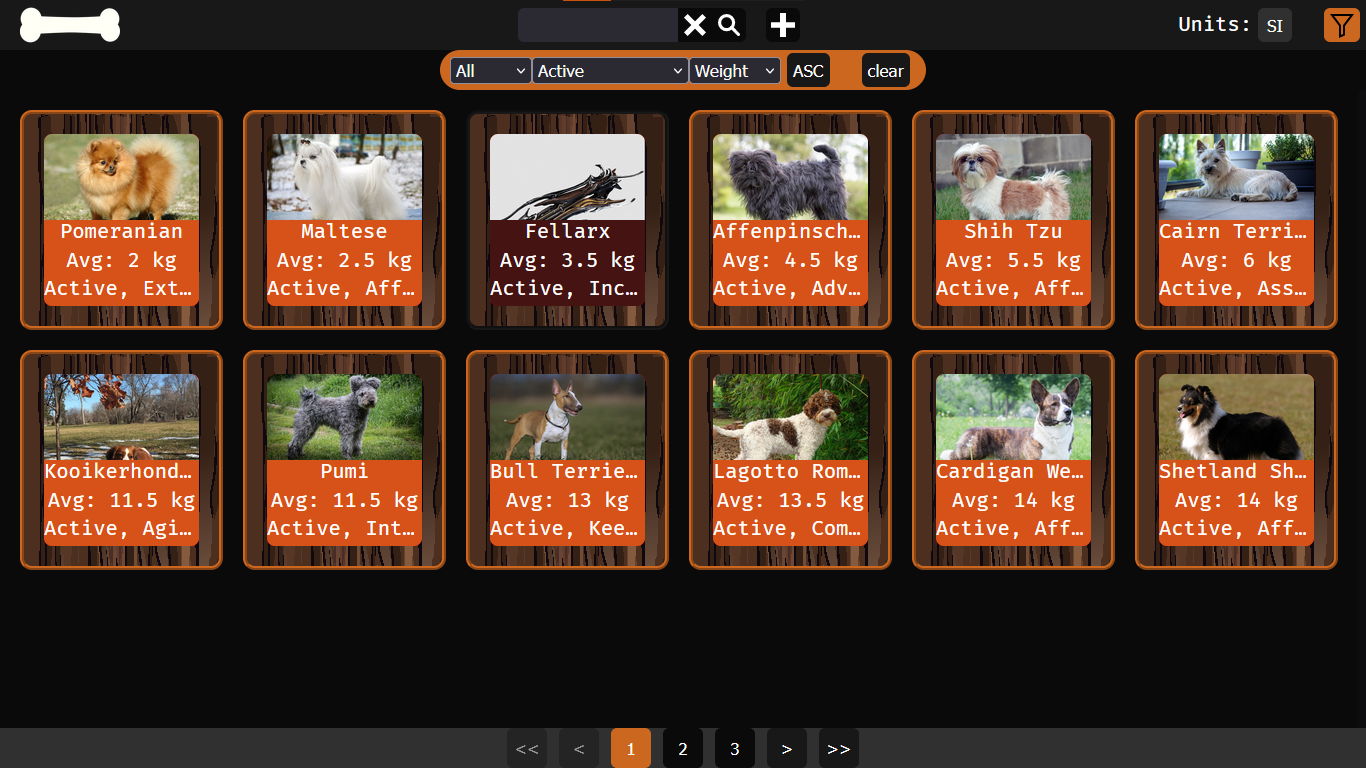 Units: SI
All Active Weight ASC clear
Pomeranian
Avg: 2 kg
Active, Ext...
Maltese
Avg: 2.5 kg
Active, Aff...
Fellarx
Avg: 3.5 kg
Active, Inc...
Affenpinsch...
Avg: 4.5 kg
Active, Adv...
Shih Tzu
Avg: 5.5 kg
Active, Aff...
Cairn Terri...
Avg: 6 kg
Active, Ass...
Kooikerhond...
Avg: 11.5 kg
Active, Agi...
Pumi
Avg: 11.5 kg
Active, Int...
Bull Terrie...
Avg: 13 kg
Active, Kee...
Lagotto Rom...
Avg: 13.5 kg
Active, Com...
Cardigan We...
Avg: 14 kg
Active, Aff...
Shetland Sh...
Avg: 14 kg
Active, Aff...
<< < 1 2 3 > >>